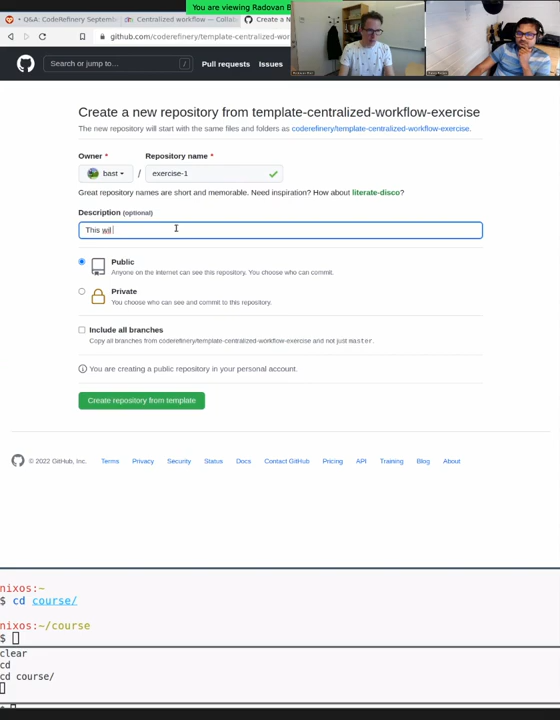 You are viewing Radovan B
• Q&A: CodeRefinery Septemb
Centralized workflow — Collab
Create a N
github.com/coderefinery/template-centralized-wor
Search or jump to…
/
Pull requests
Issues
Create a new repository from template-centralized-workflow-exercise
The new repository will start with the same files and folders as coderefinery/template-centralized-workflow-exercise.
Owner *
Repository name *
bast
/
exercise-1
Great repository names are short and memorable. Need inspiration? How about literate-disco?
Description (optional)
This wil
Public
Anyone on the internet can see this repository. You choose who can commit.
Private
You choose who can see and commit to this repository.
Include all branches
Copy all branches from coderefinery/template-centralized-workflow-exercise and not just master.
You are creating a public repository in your personal account.
Create repository from template
© 2022 GitHub, Inc.
Terms
Privacy
Security
Status
Docs
Contact GitHub
Pricing
API
Training
Blog
About
nixos:~
$ cd course/
nixos:~/course
$
clear
cd
cd course/